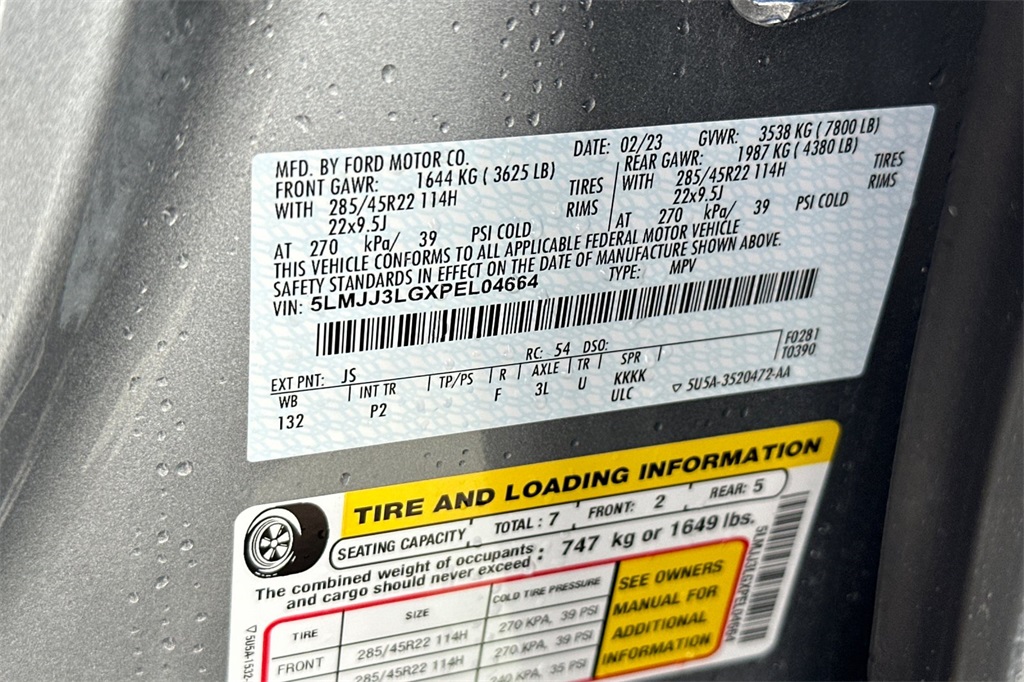 MFD. BY FORD MOTOR CO.
DATE: 02/23 GVWR: 3538 KG ( 7800 LB)
FRONT GAWR: 1644 KG ( 3625 LB)
REAR GAWR: 1987 KG ( 4380 LB)
WITH 285/45R22 114H TIRES
WITH 285/45R22 114H TIRES
22x9.5J RIMS
22x9.5J RIMS
AT 270 kPa/ 39 PSI COLD
AT 270 kPa/ 39 PSI COLD
THIS VEHICLE CONFORMS TO ALL APPLICABLE FEDERAL MOTOR VEHICLE
SAFETY STANDARDS IN EFFECT ON THE DATE OF MANUFACTURE SHOWN ABOVE.
VIN: 5LMJJ3LGXPEL04664 TYPE: MPV
EXT PNT: JS RC: 54 DSO: F0281
WB INT TR TP/PS R AXLE TR SPR T0390
132 P2 F 3L U KKKK
ULC ▽ 5U5A-3520472-AA
TIRE AND LOADING INFORMATION
SEATING CAPACITY TOTAL : 7 FRONT: 2 REAR: 5
The combined weight of occupants and cargo should never exceed : 747 kg or 1649 lbs.
TIRE SIZE COLD TIRE PRESSURE
FRONT 285/45R22 114H 270 KPA, 39 PSI
285/45R22 114H 270 KPA, 39 PSI
240 KPA, 35 PSI
SEE OWNERS
MANUAL FOR
ADDITIONAL
INFORMATION
5LMJJ3LGXPEL04664
▽ 5U5A-1532